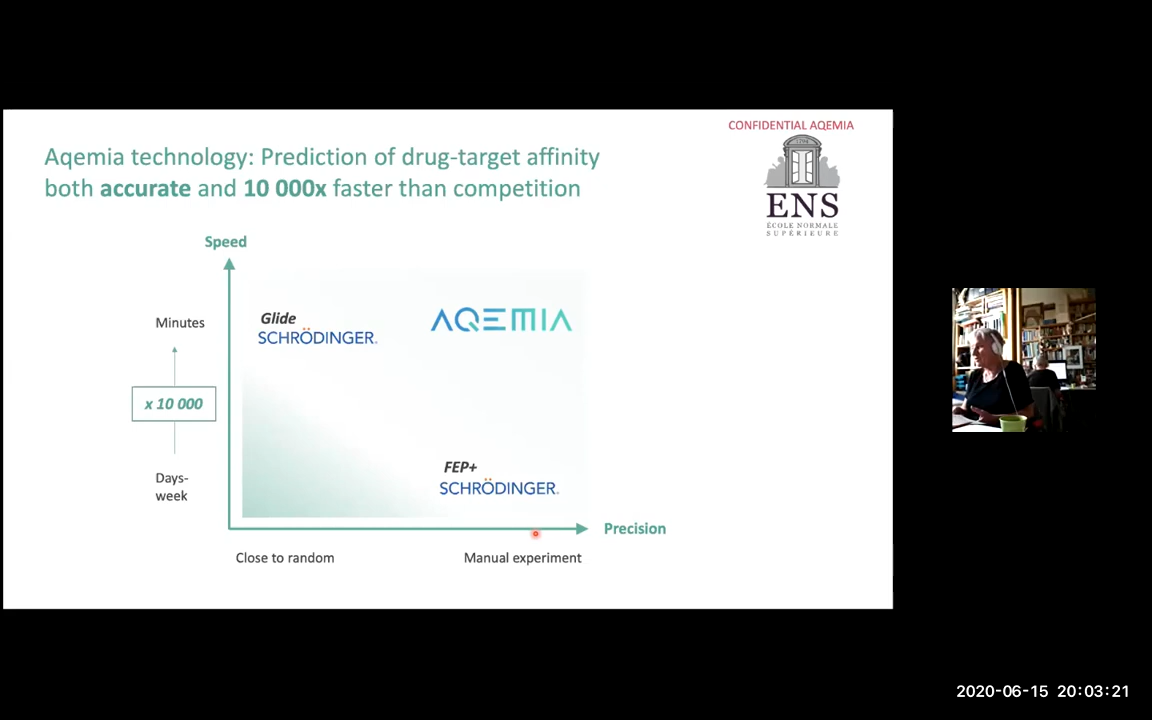 CONFIDENTIAL AQEMIA
Aqemia technology: Prediction of drug-target affinity
both accurate and 10 000x faster than competition
ENS
ÉCOLE NORMALE
SUPÉRIEURE
Speed
Minutes
x 10 000
Days-
week
Glide
SCHRÖDINGER.
AQEMIA
FEP+
SCHRÖDINGER.
Precision
Close to random
Manual experiment
2020-06-15 20:03:21